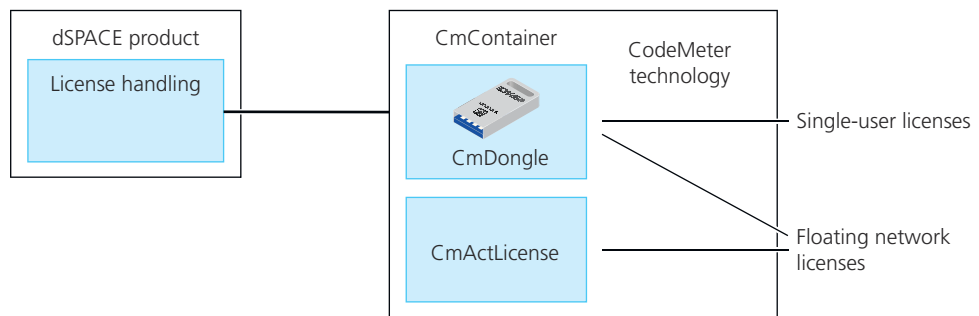 dSPACE product
License handling
CmContainer
CodeMeter
technology
CmDongle
CmActLicense
Single-user licenses
Floating network
licenses